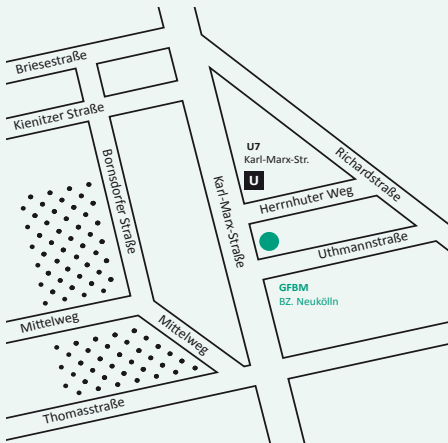 Briesestraße
Kienitzer Straße
Bornsdorfer Straße
Karl-Marx-Straße
U7
Karl-Marx-Str.
U
Richardstraße
Herrnhuter Weg
Uthmannstraße
GFBM
BZ. Neukölln
Mittelweg
Mittelweg
Thomasstraße